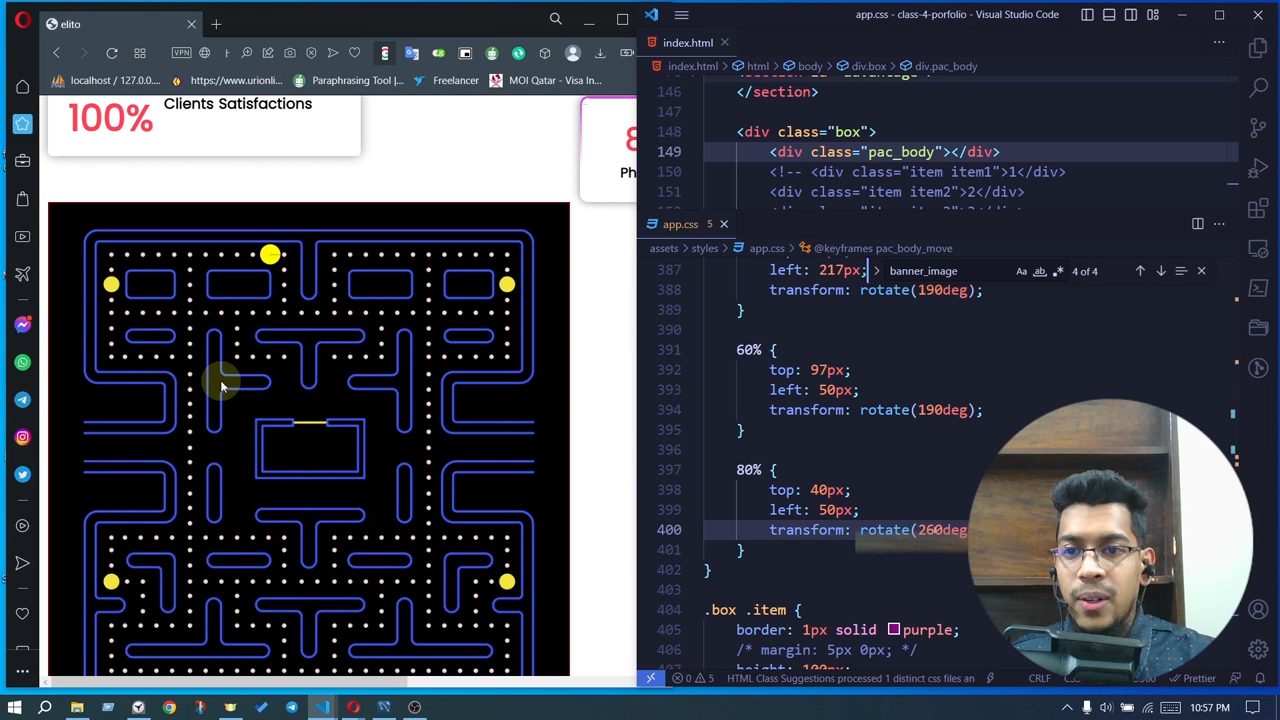 elito
app.css - class-4-porfolio - Visual Studio Code
VPN
localhost / 127.0.0....
https://www.urionli...
Paraphrasing Tool |...
Freelancer
MOI Qatar - Visa In...
100%
Clients Satisfactions
8
Ph
index.html
index.html > html > body > div.box > div.pac_body
146 </section>
147
148 <div class="box">
149 <div class="pac_body"></div>
150 <!-- <div class="item item1">1</div>
151 <div class="item item2">2</div>
app.css 5
assets > styles > app.css > @keyframes pac_body_move
banner_image
Aa ab 4 of 4
387 left: 217px;
388 transform: rotate(190deg);
389 }
390
391 60% {
392 top: 97px;
393 left: 50px;
394 transform: rotate(190deg);
395 }
396
397 80% {
398 top: 40px;
399 left: 50px;
400 transform: rotate(260deg
401 }
402 }
403
404 .box .item {
405 border: 1px solid purple;
406 /* margin: 5px 0px; */
0 5 HTML Class Suggestions processed 1 distinct css files an
CRLF
Prettier
10:57 PM